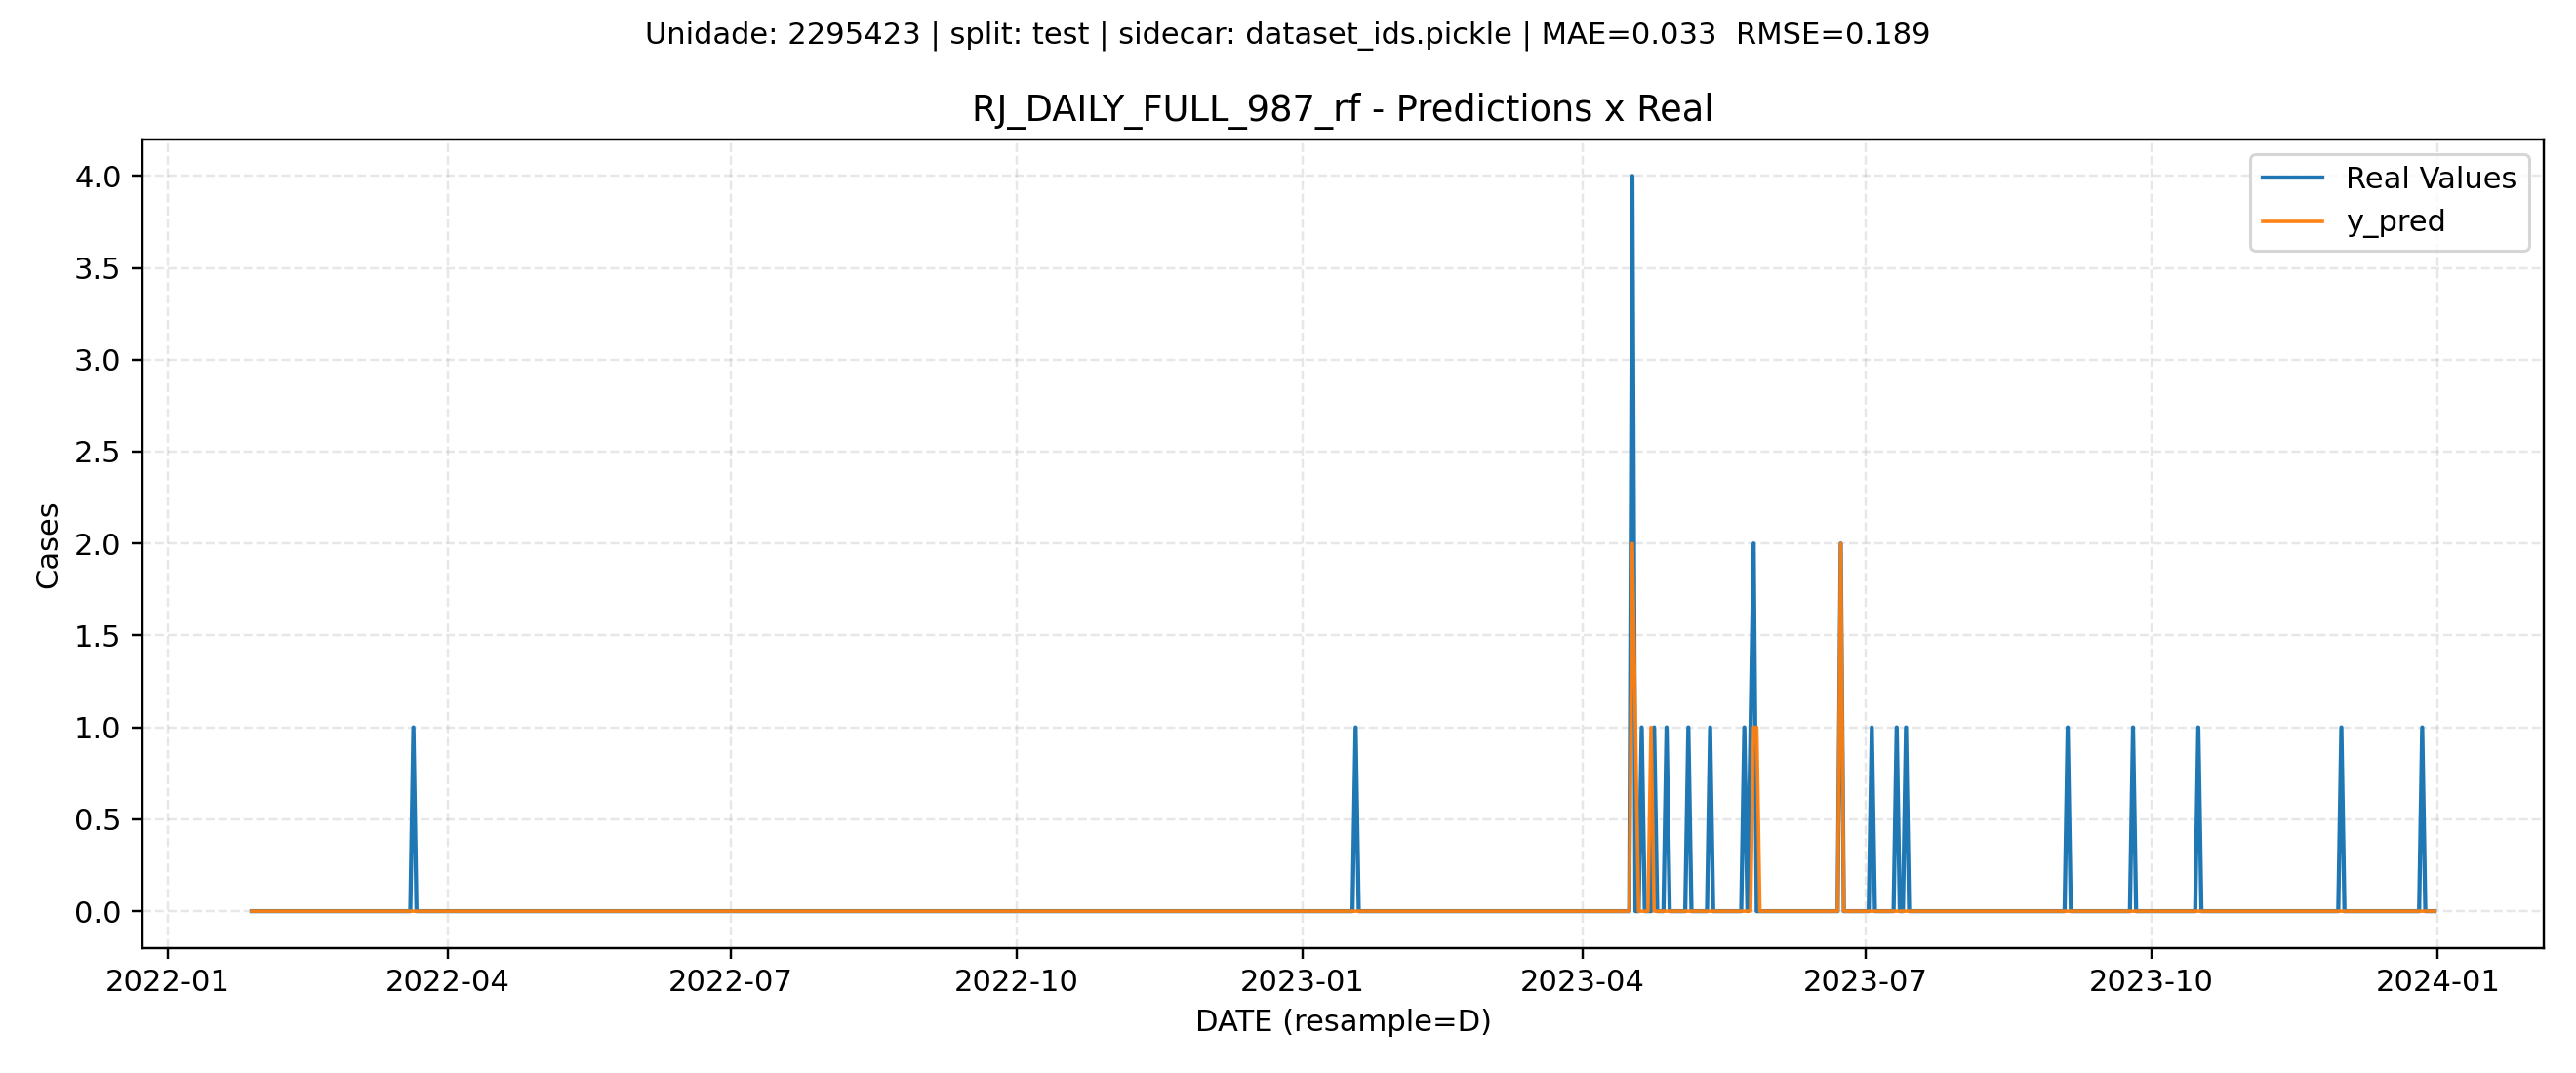 Unidade: 2295423 | split: test | sidecar: dataset_ids.pickle | MAE=0.033  RMSE=0.189
RJ_DAILY_FULL_987_rf - Predictions x Real
Real Values
y_pred
Cases
4.0
3.5
3.0
2.5
2.0
1.5
1.0
0.5
0.0
2022-01 2022-04 2022-07 2022-10 2023-01 2023-04 2023-07 2023-10 2024-01
DATE (resample=D)